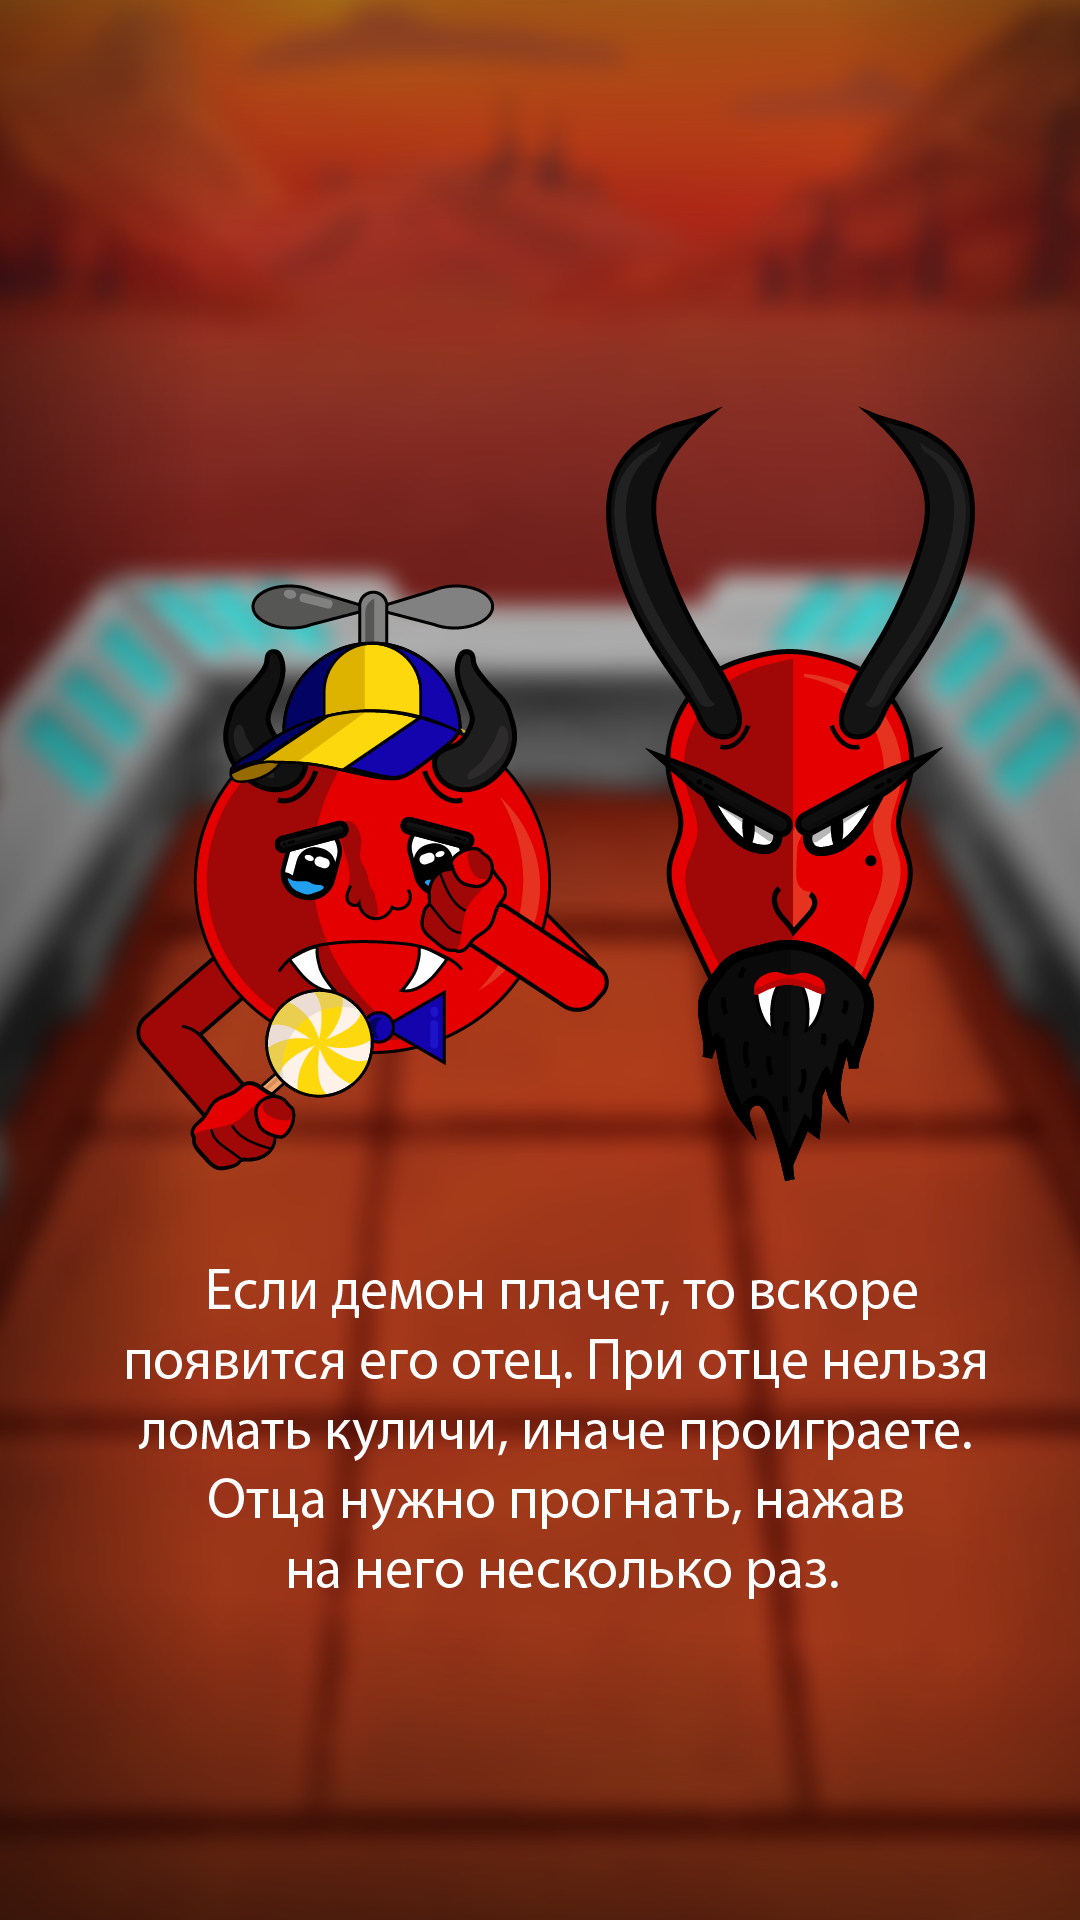 Если демон плачет, то вскоре
появится его отец. При отце нельзя
ломать куличи, иначе проиграете.
Отца нужно прогнать, нажав
на него несколько раз.